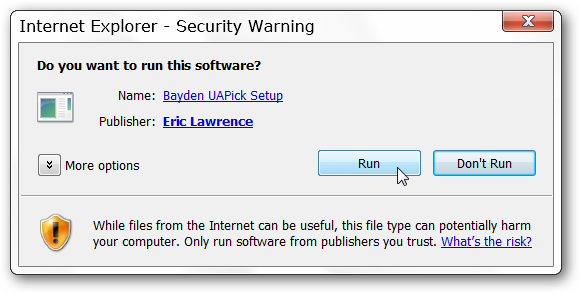 Internet Explorer - Security Warning
Do you want to run this software?
Name: Bayden UAPick Setup
Publisher: Eric Lawrence
More options
Run
Don't Run
While files from the Internet can be useful, this file type can potentially harm
your computer. Only run software from publishers you trust. What's the risk?